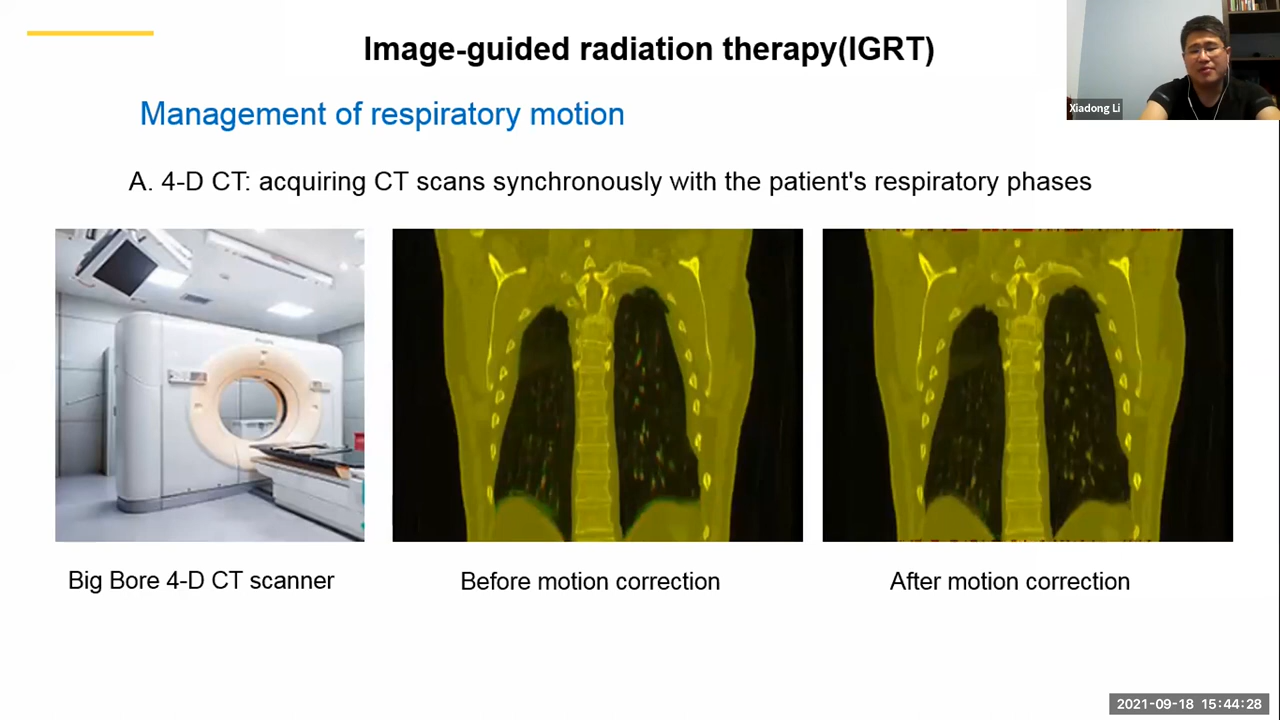 Image-guided radiation therapy(IGRT)
Xiadong Li
Management of respiratory motion
A. 4-D CT: acquiring CT scans synchronously with the patient's respiratory phases
Big Bore 4-D CT scanner
Before motion correction
After motion correction
2021-09-18 15:44:28